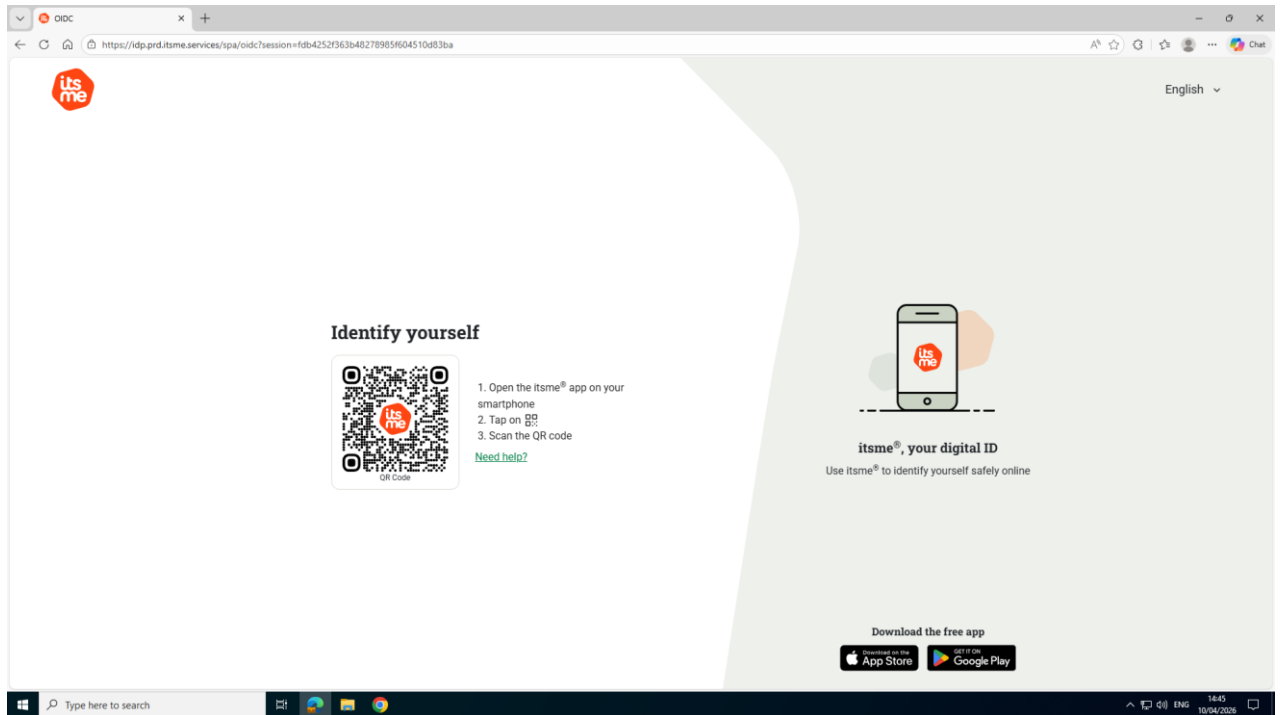 OIDC
https://idp.prd.itsme.services/spa/oidc?session=fdb4252f363b48278985f604510d83ba
Chat
its
me
English
Identify yourself
its
me
QR Code
1. Open the itsme® app on your
smartphone
2. Tap on
3. Scan the QR code
Need help?
its
me
itsme®, your digital ID
Use itsme® to identify yourself safely online
Download the free app
Download on the
App Store
GET IT ON
Google Play
Type here to search
ENG
14:45
10/04/2026